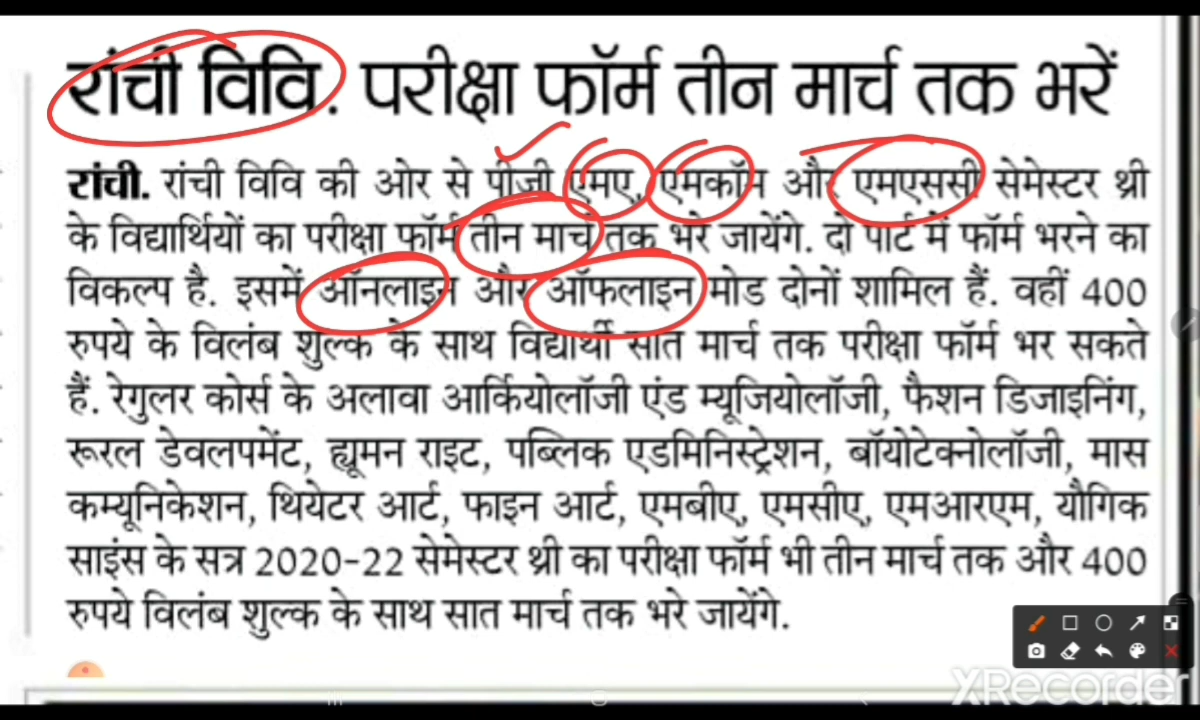 रांची विवि. परीक्षा फॉर्म तीन मार्च तक भरें
रांची. रांची विवि की ओर से पीजी एमए, एमकॉम और एमएससी सेमेस्टर थ्री
के विद्यार्थियों का परीक्षा फॉर्म तीन मार्च तक भरे जायेंगे. दो पार्ट में फॉर्म भरने का
विकल्प है. इसमें ऑनलाइन और ऑफलाइन मोड दोनों शामिल हैं. वहीं 400
रुपये के विलंब शुल्क के साथ विद्यार्थी सात मार्च तक परीक्षा फॉर्म भर सकते
हैं. रेगुलर कोर्स के अलावा आर्कियोलॉजी एंड म्यूजियोलॉजी, फैशन डिजाइनिंग,
रूरल डेवलपमेंट, ह्यूमन राइट, पब्लिक एडमिनिस्ट्रेशन, बॉयोटेक्नोलॉजी, मास
कम्यूनिकेशन, थियेटर आर्ट, फाइन आर्ट, एमबीए, एमसीए, एमआरएम, यौगिक
साइंस के सत्र 2020-22 सेमेस्टर थ्री का परीक्षा फॉर्म भी तीन मार्च तक और 400
रुपये विलंब शुल्क के साथ सात मार्च तक भरे जायेंगे.
XRecorder